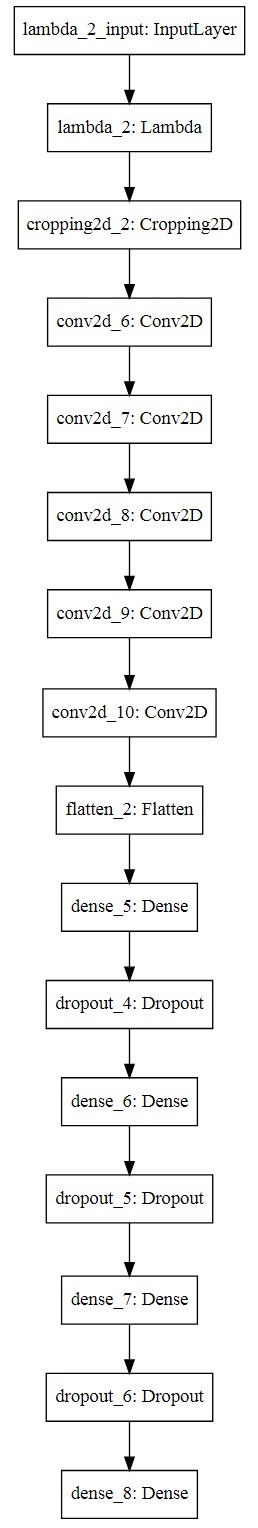 lambda_2_input: InputLayer
lambda_2: Lambda
cropping2d_2: Cropping2D
conv2d_6: Conv2D
conv2d_7: Conv2D
conv2d_8: Conv2D
conv2d_9: Conv2D
conv2d_10: Conv2D
flatten_2: Flatten
dense_5: Dense
dropout_4: Dropout
dense_6: Dense
dropout_5: Dropout
dense_7: Dense
dropout_6: Dropout
dense_8: Dense